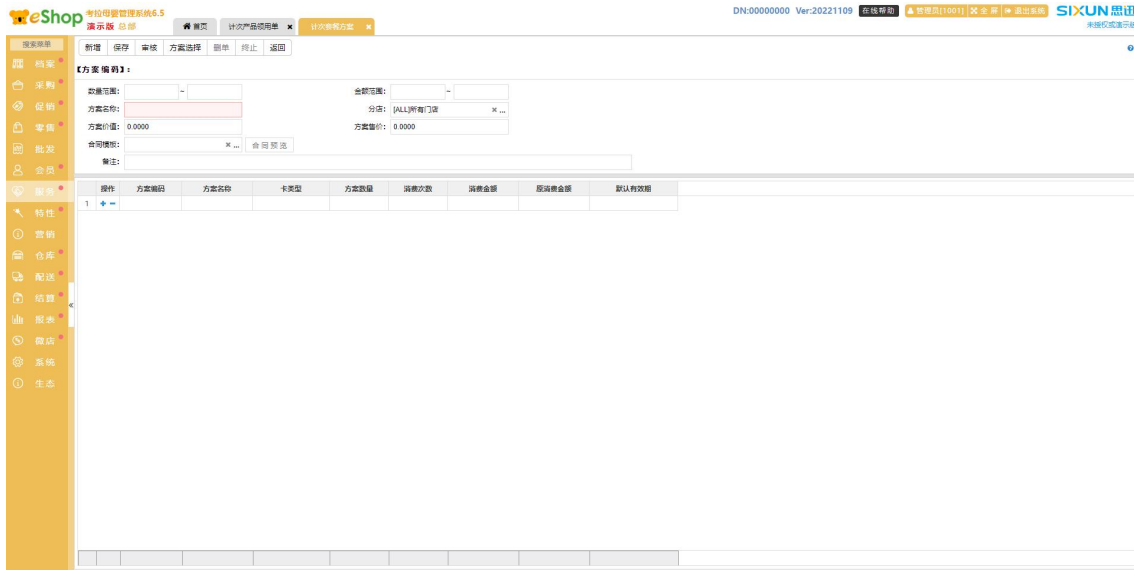 eShop 考拉母婴管理系统6.5
演示版 总部
首页 计次产品领用单 计次套餐方案
DN:00000000 Ver:20221109 在线帮助 管理员[1001] 全屏 退出系统 SIXUN思迅
未授权或演示版
搜索菜单
新增 保存 审核 方案选择 删单 终止 返回
档案
采购
促销
零售
批发
会员
服务
特性
营销
仓库
配送
结算
报表
微店
系统
生态
【方案编码】:
数量范围: - 金额范围: -
方案名称: 分店: [ALL]所有门店 ...
方案价值: 0.0000 方案售价: 0.0000
合同模板: ... 合同预览
备注:
操作 方案编码 方案名称 卡类型 方案数量 消费次数 消费金额 原消费金额 默认有效期
1